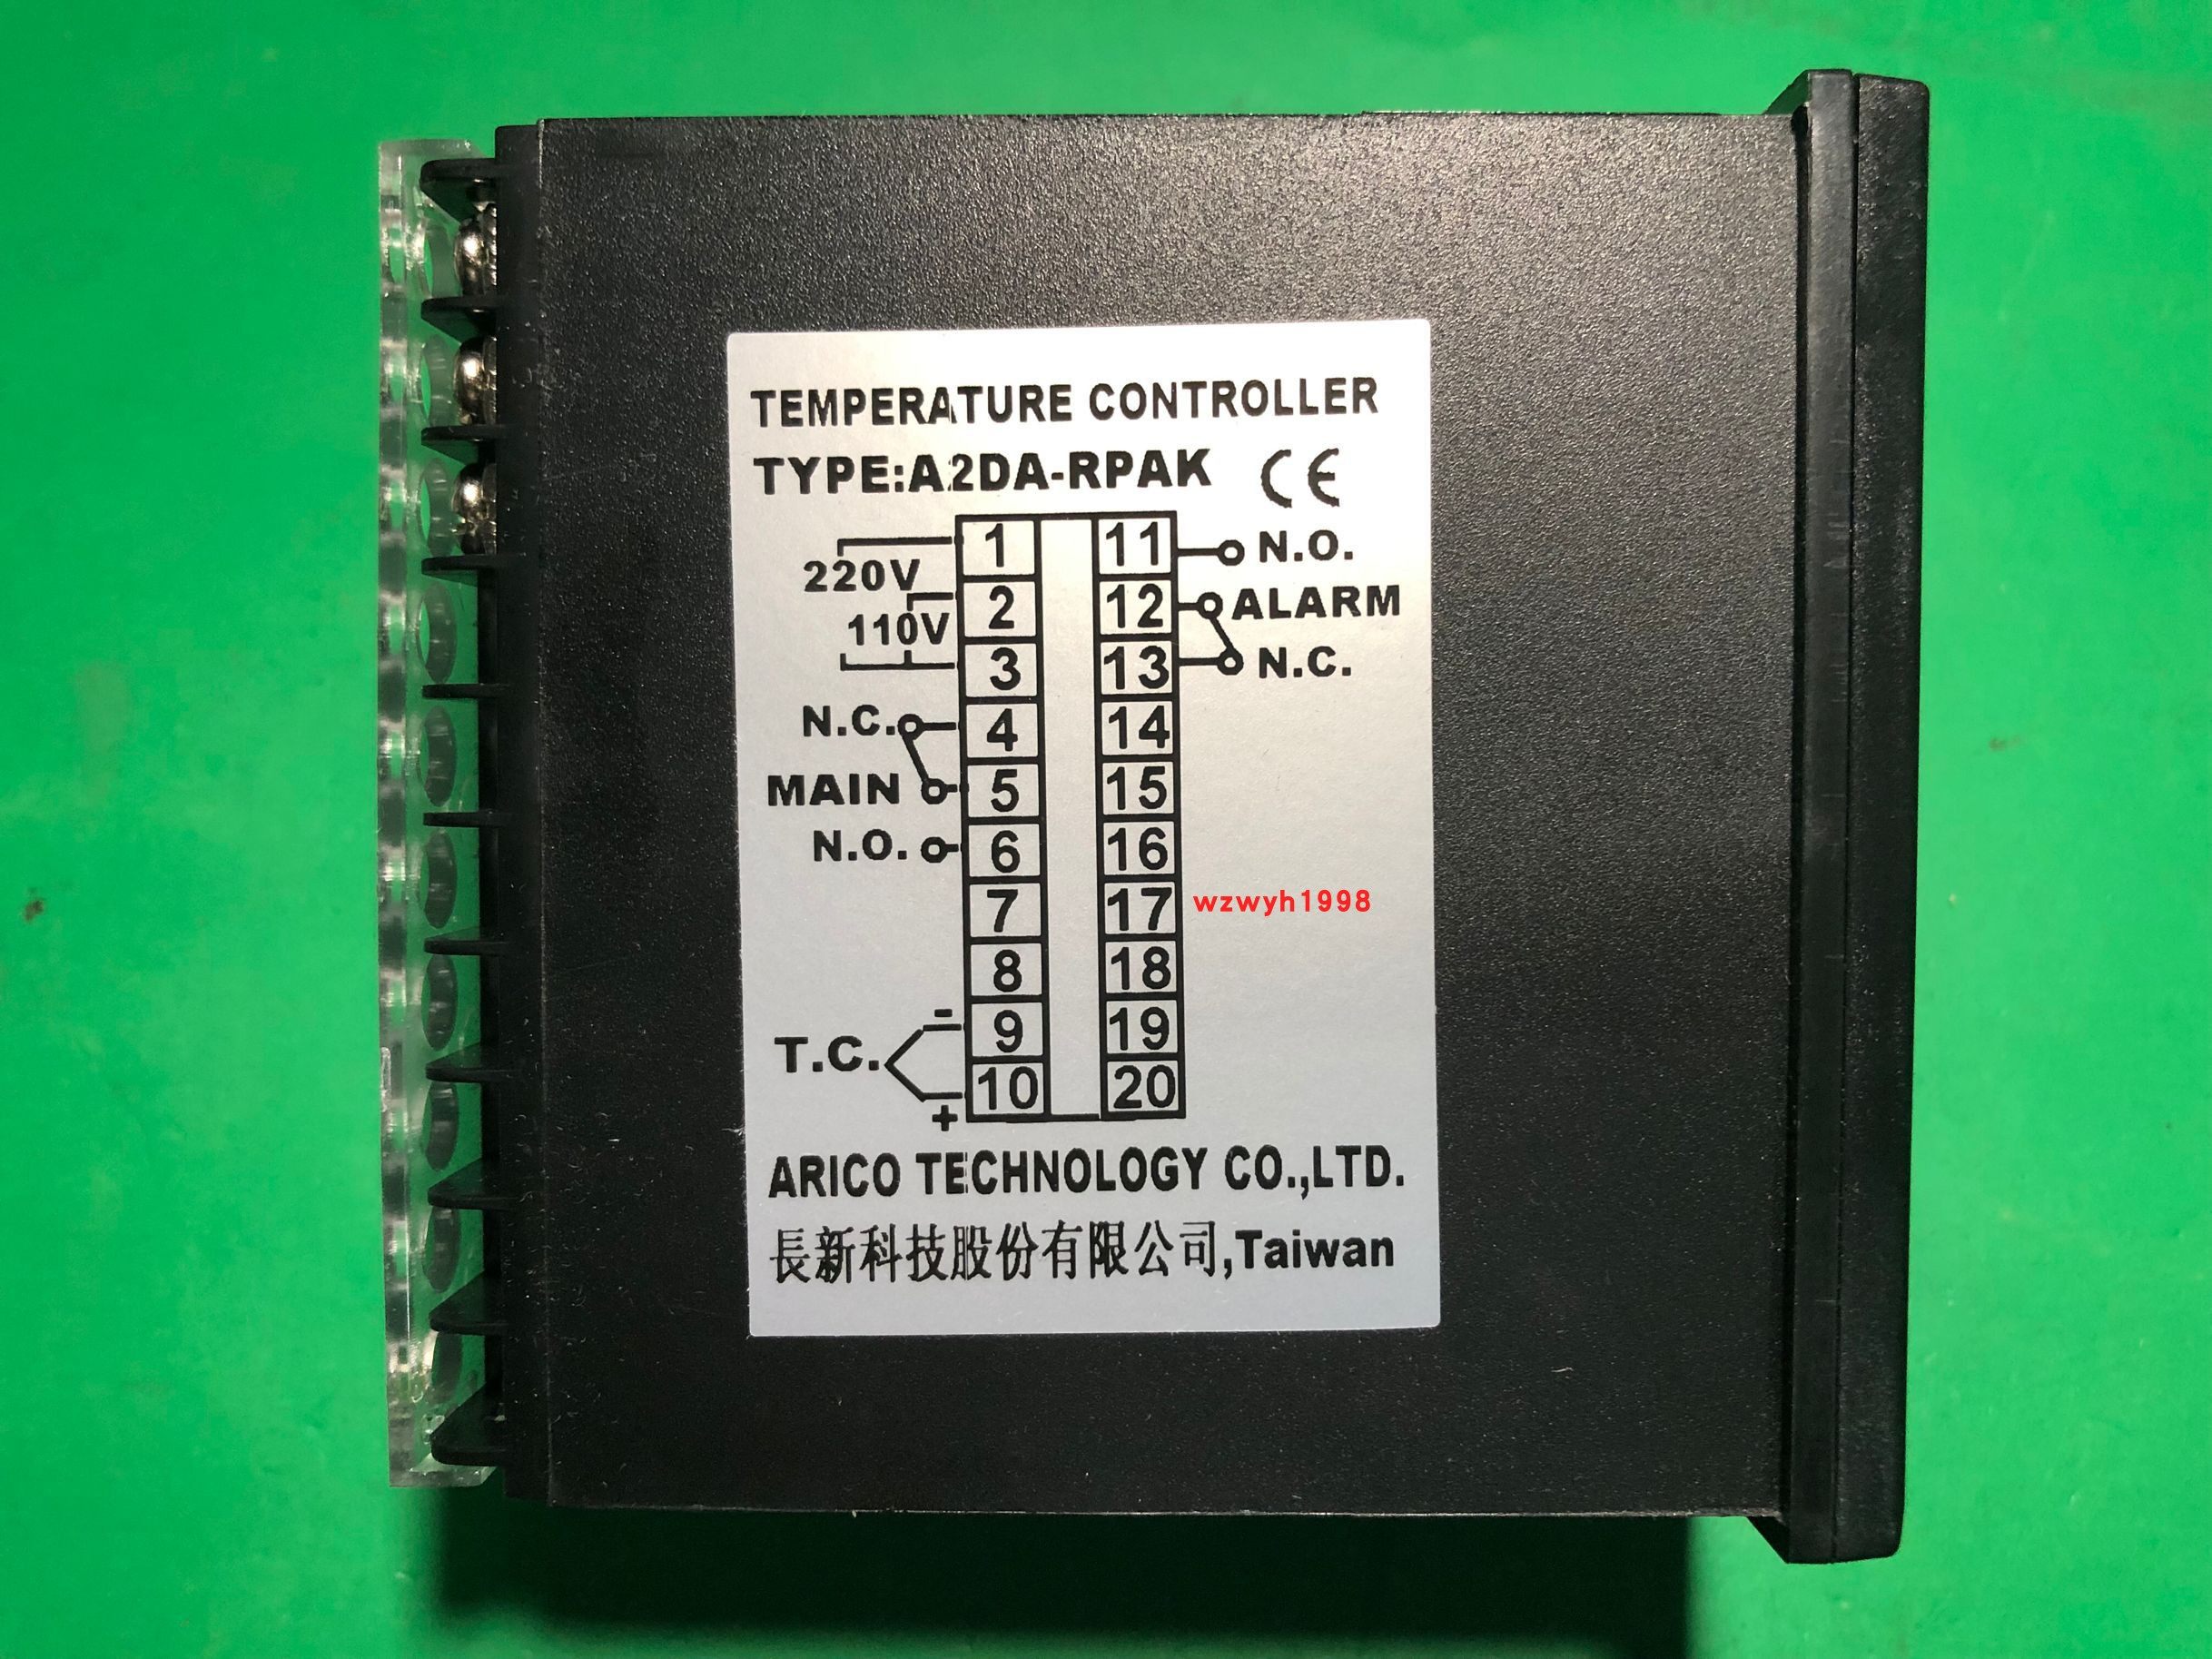 TEMPERATURE CONTROLLER
TYPE:A2DA-RPAK CE
1 11 N.O.
220V
2 12 ALARM
110V
3 13 N.C.
N.C. 4 14
MAIN 5 15
N.O. 6 16
7 17 wzwyh1998
8 18
- 9 19
T.C.
+ 10 20
ARICO TECHNOLOGY CO.,LTD.
長新科技股份有限公司,Taiwan